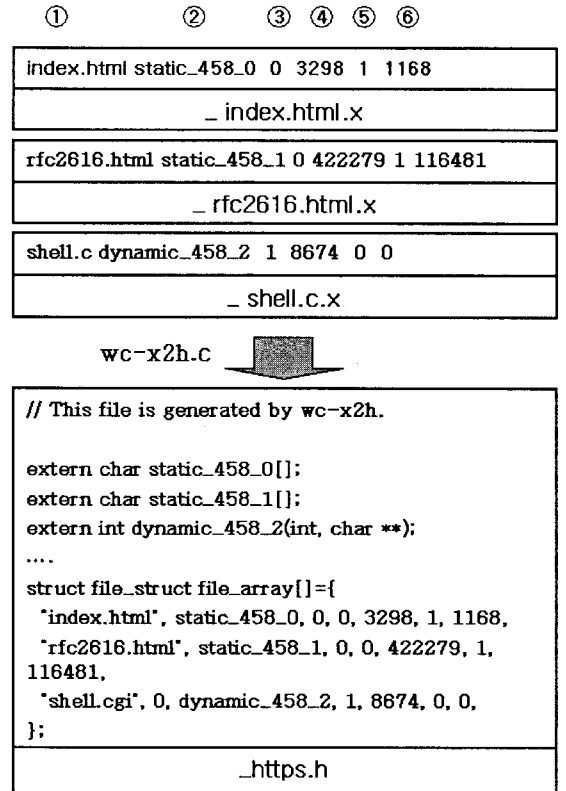 ① ② ③ ④ ⑤ ⑥
index.html static_458_0 0 3298 1 1168
_ index.html.x
rfc2616.html static_458_1 0 422279 1 116481
_ rfc2616.html.x
shell.c dynamic_458_2 1 8674 0 0
_ shell.c.x
wc-x2h.c
// This file is generated by wc-x2h.
extern char static_458_0[];
extern char static_458_1[];
extern int dynamic_458_2(int, char **);
....
struct file_struct file_array[]={
"index.html", static_458_0, 0, 0, 3298, 1, 1168,
"rfc2616.html", static_458_1, 0, 0, 422279, 1,
116481,
"shell.cgi", 0, dynamic_458_2, 1, 8674, 0, 0,
};
_https.h